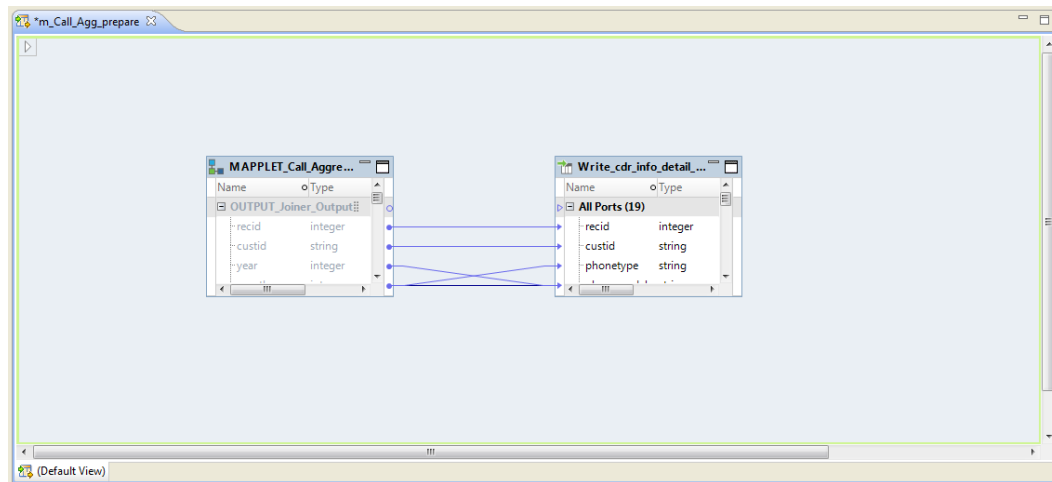 *m_Call_Agg_prepare
MAPPLET_Call_Aggre... Write_cdr_info_detail_...
Name Type Name Type
OUTPUT_Joiner_Output All Ports (19)
recid integer recid integer
custid string custid string
year integer phonetype string
(Default View)